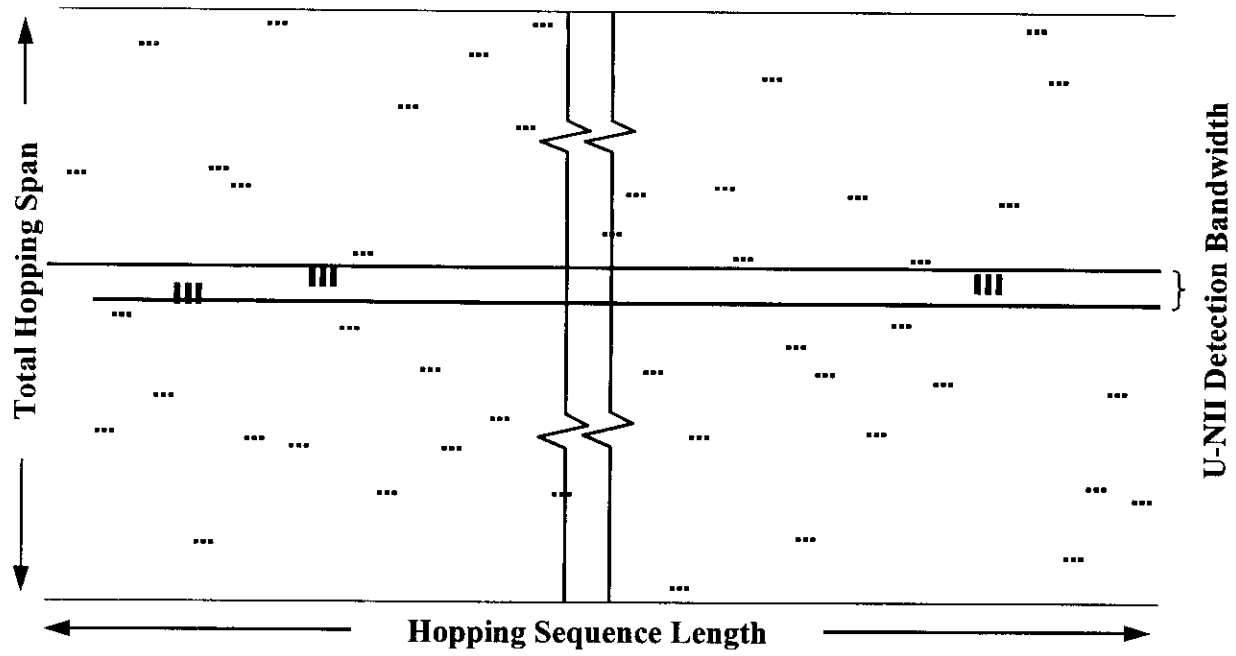 Total Hopping Span
U-NII Detection Bandwidth
Hopping Sequence Length